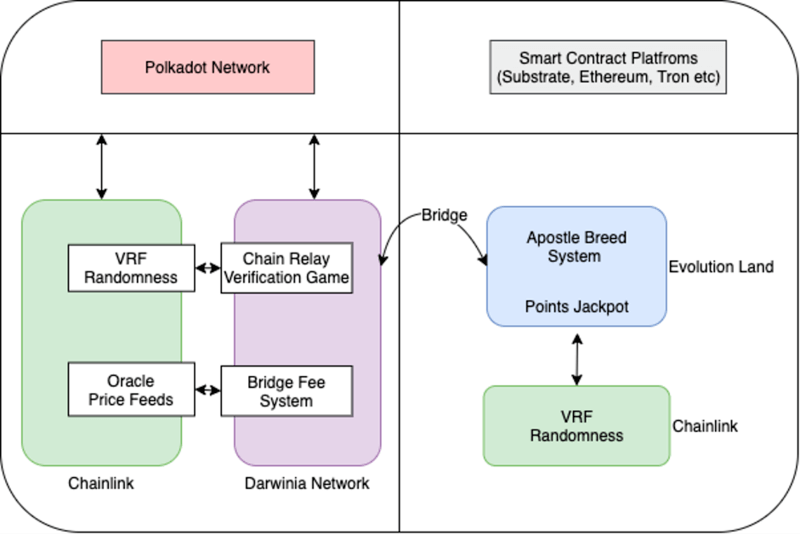 Polkadot Network
Smart Contract Platfroms
(Substrate, Ethereum, Tron etc)
VRF
Randomness
Chain Relay
Verification Game
Oracle
Price Feeds
Bridge Fee
System
Chainlink
Darwinia Network
Bridge
Apostle Breed
System
Points Jackpot
Evolution Land
VRF
Randomness
Chainlink